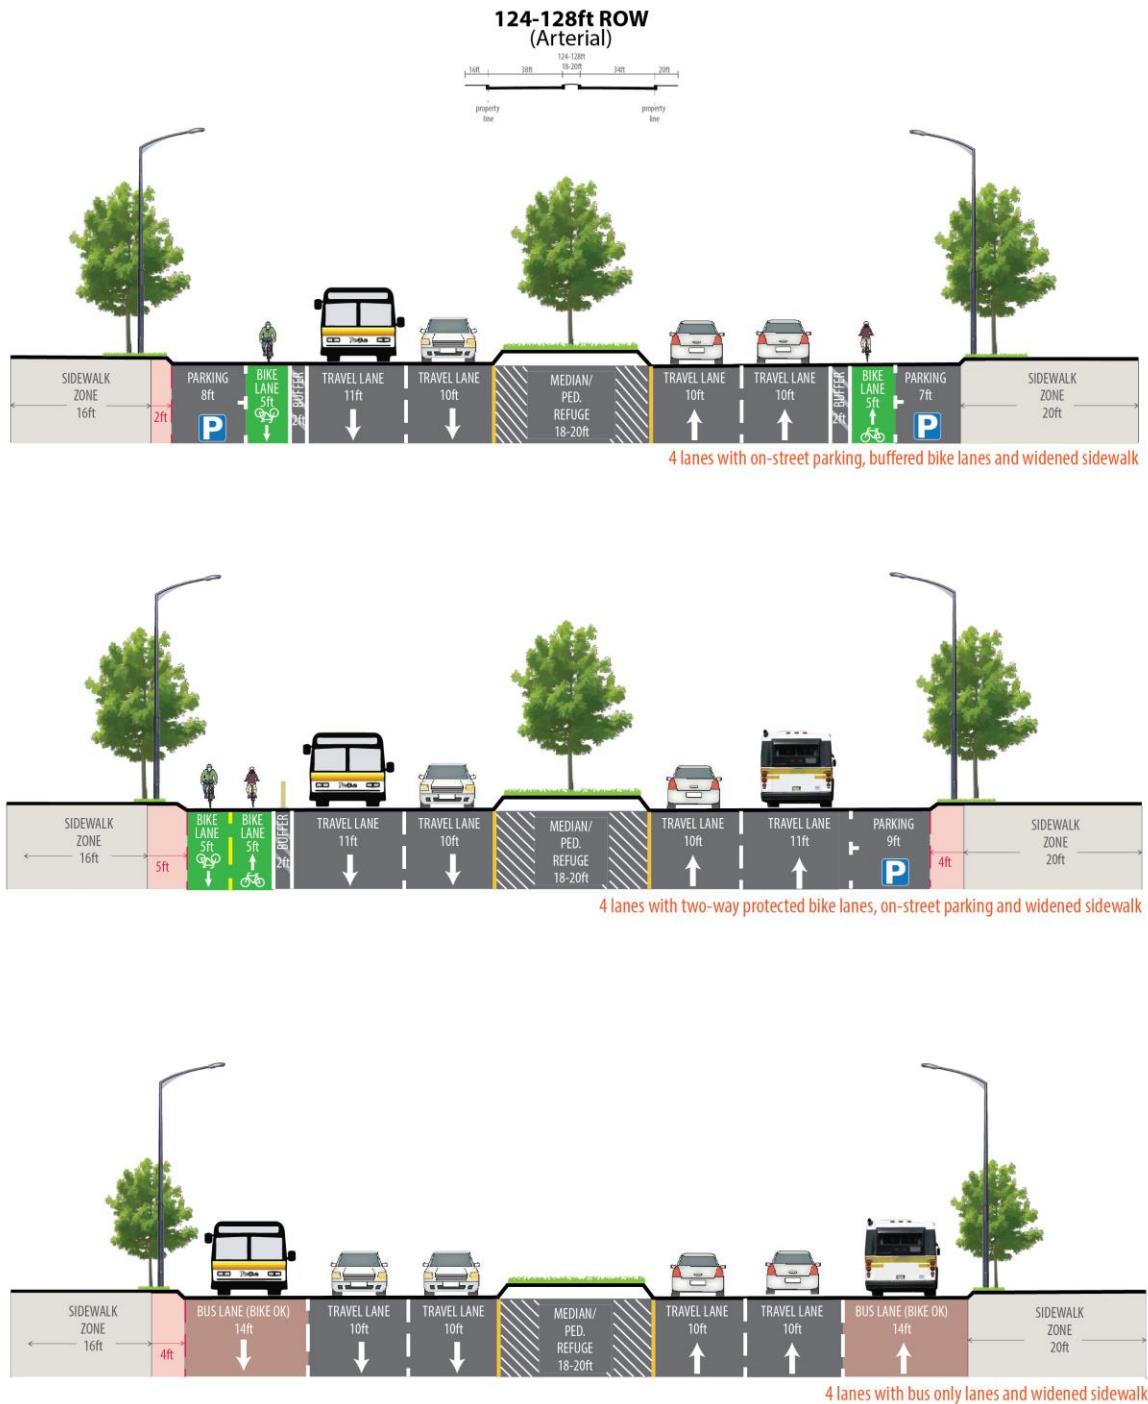 124-128ft ROW
(Arterial)
124-128ft
16ft 38ft 18-20ft 34ft 20ft
property line
property line
SIDEWALK ZONE 16ft
2ft
PARKING 8ft
P
BIKE LANE 5ft
BUFFER 2ft
TRAVEL LANE 11ft
TRAVEL LANE 10ft
MEDIAN/ PED. REFUGE 18-20ft
TRAVEL LANE 10ft
TRAVEL LANE 10ft
BUFFER 2ft
BIKE LANE 5ft
PARKING 7ft
P
SIDEWALK ZONE 20ft
4 lanes with on-street parking, buffered bike lanes and widened sidewalk
SIDEWALK ZONE 16ft
5ft
BIKE LANE 5ft
BIKE LANE 5ft
BUFFER 2ft
TRAVEL LANE 11ft
TRAVEL LANE 10ft
MEDIAN/ PED. REFUGE 18-20ft
TRAVEL LANE 10ft
TRAVEL LANE 11ft
PARKING 9ft
P
4ft
SIDEWALK ZONE 20ft
4 lanes with two-way protected bike lanes, on-street parking and widened sidewalk
SIDEWALK ZONE 16ft
4ft
BUS LANE (BIKE OK) 14ft
TRAVEL LANE 10ft
TRAVEL LANE 10ft
MEDIAN/ PED. REFUGE 18-20ft
TRAVEL LANE 10ft
TRAVEL LANE 10ft
BUS LANE (BIKE OK) 14ft
SIDEWALK ZONE 20ft
4 lanes with bus only lanes and widened sidewalk